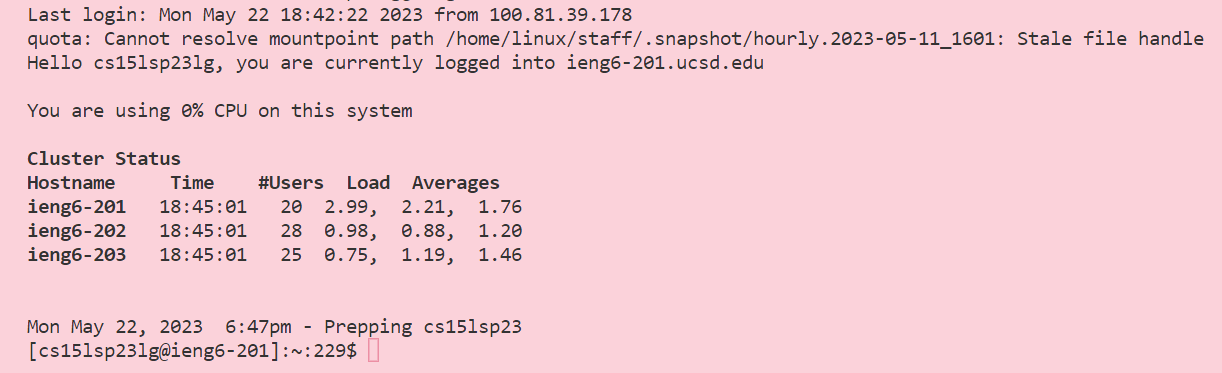 Last login: Mon May 22 18:42:22 2023 from 100.81.39.178
quota: Cannot resolve mountpoint path /home/linux/staff/.snapshot/hourly.2023-05-11_1601: Stale file handle
Hello cs15lsp23lg, you are currently logged into ieng6-201.ucsd.edu

You are using 0% CPU on this system

Cluster Status
Hostname     Time    #Users  Load  Averages
ieng6-201   18:45:01   20  2.99,  2.21,  1.76
ieng6-202   18:45:01   28  0.98,  0.88,  1.20
ieng6-203   18:45:01   25  0.75,  1.19,  1.46

Mon May 22, 2023  6:47pm - Prepping cs15lsp23
[cs15lsp23lg@ieng6-201]:~:229$